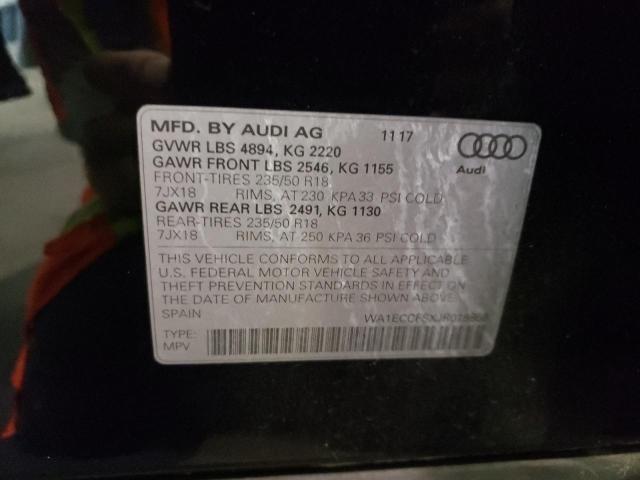 MFD. BY AUDI AG 11 17
GVWR LBS 4894, KG 2220
GAWR FRONT LBS 2546, KG 1155
FRONT-TIRES 235/50 R18
7JX18 RIMS, AT 230 KPA 33 PSI COLD
GAWR REAR LBS 2491, KG 1130
REAR-TIRES 235/50 R18
7JX18 RIMS, AT 250 KPA 36 PSI COLD
Audi
THIS VEHICLE CONFORMS TO ALL APPLICABLE
U.S. FEDERAL MOTOR VEHICLE SAFETY AND
THEFT PREVENTION STANDARDS IN EFFECT ON
THE DATE OF MANUFACTURE SHOWN ABOVE.
SPAIN
TYPE:
MPV